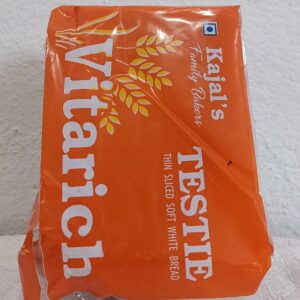 Kajal's
Family Bakers
Vitarich
TESTIE
THIN SLICED SOFT WHITE BREAD